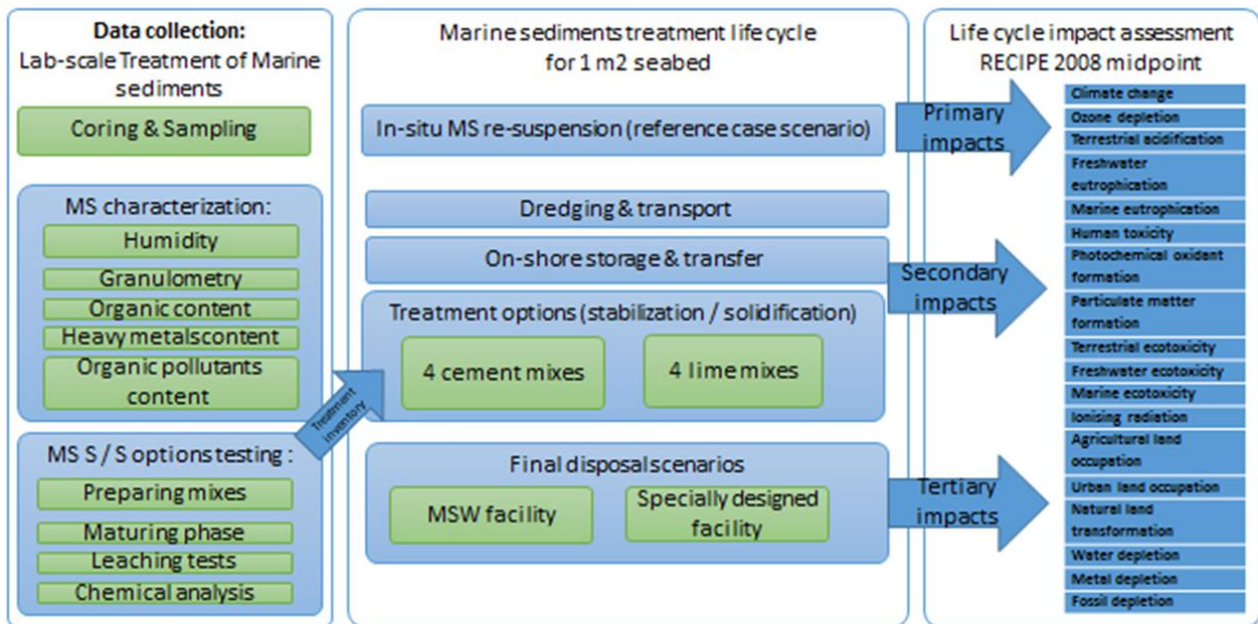 Data collection:
Lab-scale Treatment of Marine
sediments
Coring & Sampling
MS characterization:
Humidity
Granulometry
Organic content
Heavy metalscontent
Organic pollutants
content
MS S / S options testing :
Preparing mixes
Maturing phase
Leaching tests
Chemical analysis
Treatment
inventory
Marine sediments treatment lifecycle
for 1 m2 seabed
In-situ MS re-suspension (reference case scenario)
Dredging & transport
On-shore storage & transfer
Treatment options (stabilization / solidification)
4 cement mixes
4 lime mixes
Final disposal scenarios
MSW facility
Specially designed
facility
Primary
impacts
Secondary
impacts
Tertiary
impacts
Life cycle impact assessment
RECIPE 2008 midpoint
Climate change
Ozone depletion
Terrestrial acidification
Freshwater
eutrophication
Marine eutrophication
Human toxicity
Photochemical oxidant
formation
Particulate matter
formation
Terrestrial ecotoxicity
Freshwater ecotoxicity
Marine ecotoxicity
Ionising radiation
Agricultural land
occupation
Urban land occupation
Natural land
transformation
Water depletion
Metal depletion
Fossil depletion